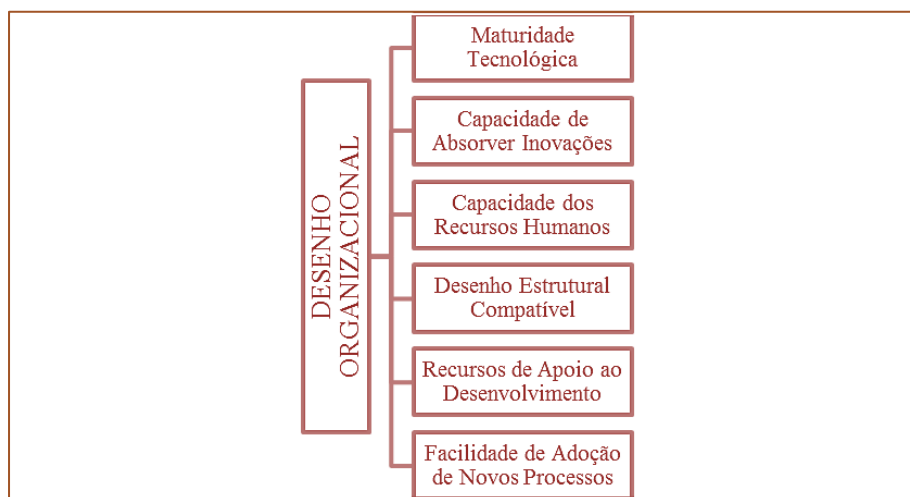 DESENHO
ORGANIZACIONAL
Maturidade
Tecnológica
Capacidade de
Absorver Inovações
Capacidade dos
Recursos Humanos
Desenho Estrutural
Compatível
Recursos de Apoio ao
Desenvolvimento
Facilidade de Adoção
de Novos Processos